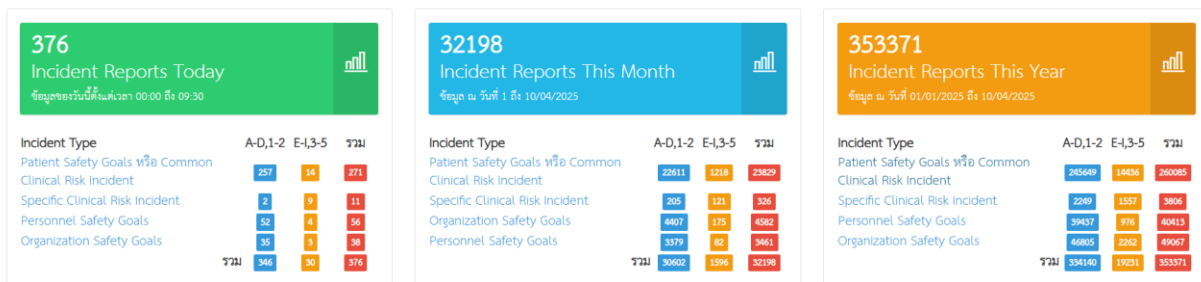 376
Incident Reports Today
ข้อมูลของวันนี้ตั้งแต่เวลา 00:00 ถึง 09:30
Incident Type A-D,1-2 E-I,3-5 รวม
Patient Safety Goals หรือ Common
Clinical Risk Incident 257 14 271
Specific Clinical Risk Incident 2 9 11
Personnel Safety Goals 52 4 56
Organization Safety Goals 35 3 38
รวม 346 30 376
32198
Incident Reports This Month
ข้อมูล ณ วันที่ 1 ถึง 10/04/2025
Incident Type A-D,1-2 E-I,3-5 รวม
Patient Safety Goals หรือ Common
Clinical Risk Incident 22611 1218 23829
Specific Clinical Risk Incident 205 121 326
Organization Safety Goals 4407 175 4582
Personnel Safety Goals 3379 82 3461
รวม 30602 1596 32198
353371
Incident Reports This Year
ข้อมูล ณ วันที่ 01/01/2025 ถึง 10/04/2025
Incident Type A-D,1-2 E-I,3-5 รวม
Patient Safety Goals หรือ Common
Clinical Risk Incident 245649 14436 260085
Specific Clinical Risk Incident 2249 1557 3806
Personnel Safety Goals 39437 976 40413
Organization Safety Goals 46805 2262 49067
รวม 334140 19231 353371